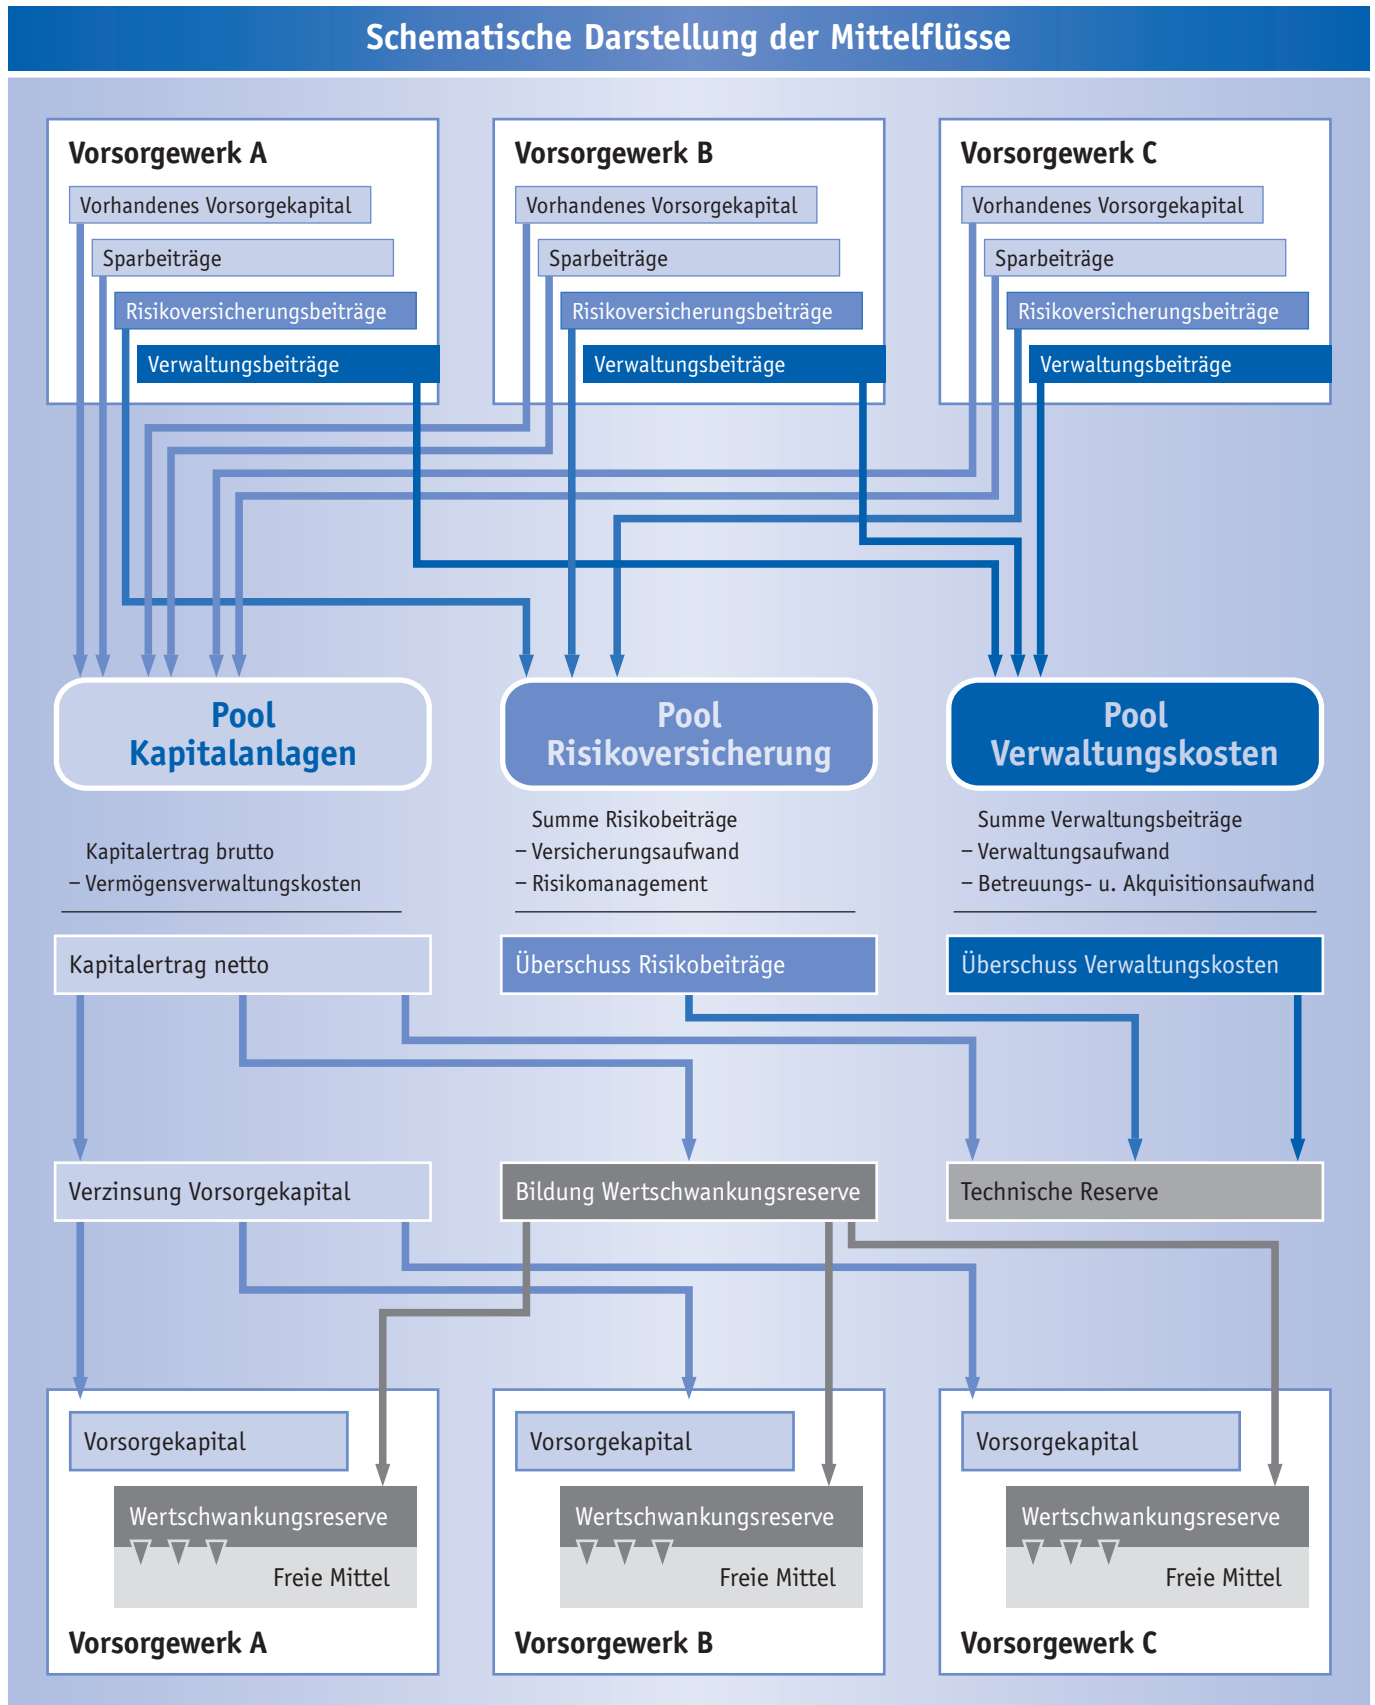 Schematische Darstellung der Mittelflüsse
Vorsorgewerk A
Vorhandenes Vorsorgekapital
Sparbeiträge
Risikoversicherungsbeiträge
Verwaltungsbeiträge
Vorsorgewerk B
Vorhandenes Vorsorgekapital
Sparbeiträge
Risikoversicherungsbeiträge
Verwaltungsbeiträge
Vorsorgewerk C
Vorhandenes Vorsorgekapital
Sparbeiträge
Risikoversicherungsbeiträge
Verwaltungsbeiträge
Pool
Kapitalanlagen
Kapitalertrag brutto
– Vermögensverwaltungskosten
Pool
Risikoversicherung
Summe Risikobeiträge
– Versicherungsaufwand
– Risikomanagement
Pool
Verwaltungskosten
Summe Verwaltungsbeiträge
– Verwaltungsaufwand
– Betreuungs- u. Akquisitionsaufwand
Kapitalertrag netto
Überschuss Risikobeiträge
Überschuss Verwaltungskosten
Verzinsung Vorsorgekapital
Bildung Wertschwankungsreserve
Technische Reserve
Vorsorgekapital
Wertschwankungsreserve
Freie Mittel
Vorsorgewerk A
Vorsorgekapital
Wertschwankungsreserve
Freie Mittel
Vorsorgewerk B
Vorsorgekapital
Wertschwankungsreserve
Freie Mittel
Vorsorgewerk C